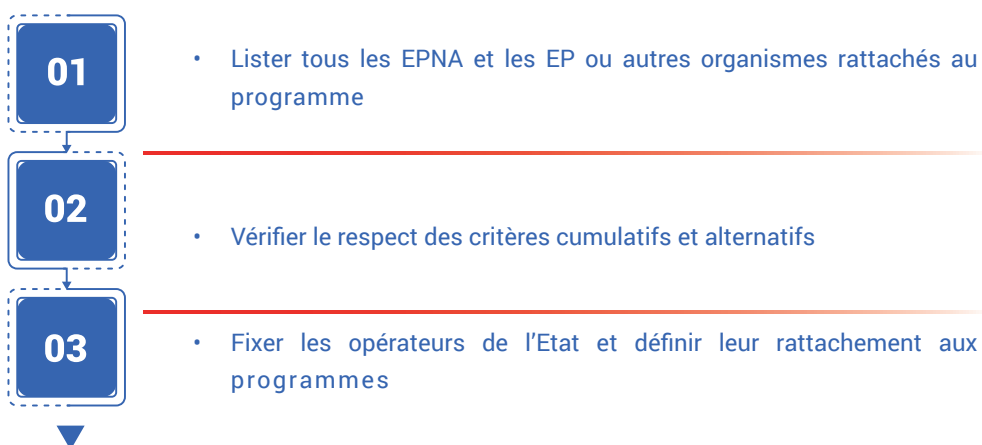 01
• Lister tous les EPNA et les EP ou autres organismes rattachés au
programme
02
• Vérifier le respect des critères cumulatifs et alternatifs
03
• Fixer les opérateurs de l’Etat et définir leur rattachement aux
programmes